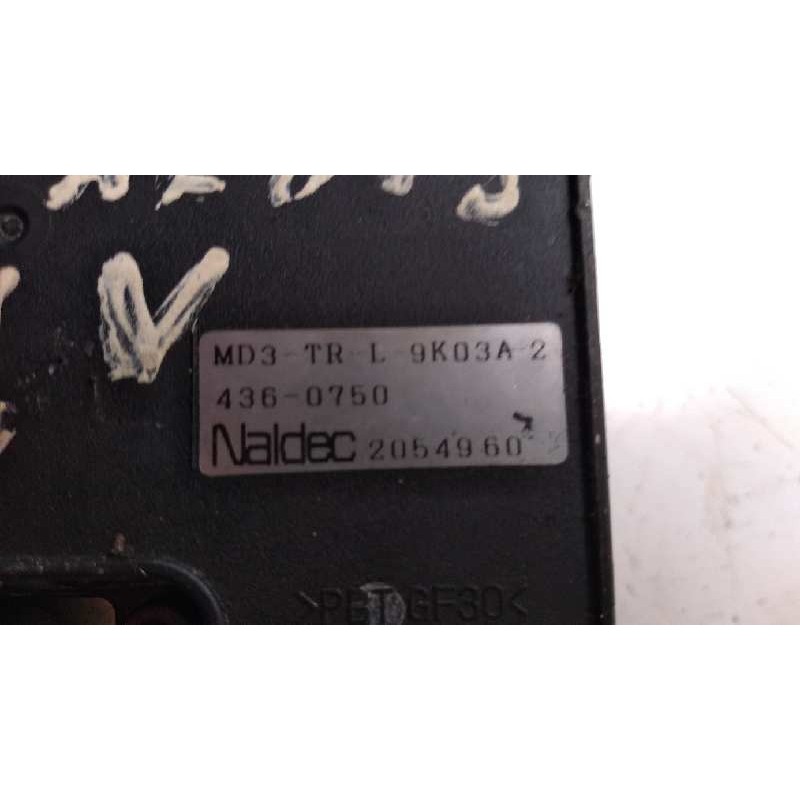 V
MD3-TR-L-9K03A-2
436-0750
Naldec 2054960
>PBT GF30<